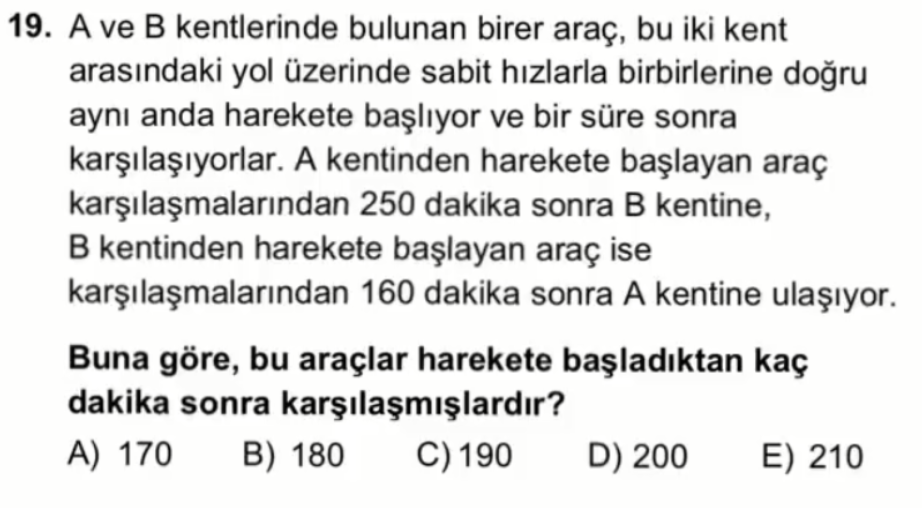 19. A ve B kentlerinde bulunan birer araç, bu iki kent
arasındaki yol üzerinde sabit hızlarla birbirlerine doğru
aynı anda harekete başlıyor ve bir süre sonra
karşılaşıyorlar. A kentinden harekete başlayan araç
karşılaşmalarından 250 dakika sonra B kentine,
B kentinden harekete başlayan araç ise
karşılaşmalarından 160 dakika sonra A kentine ulaşıyor.
Buna göre, bu araçlar harekete başladıktan kaç
dakika sonra karşılaşmışlardır?
A) 170 B) 180 C) 190 D) 200 E) 210